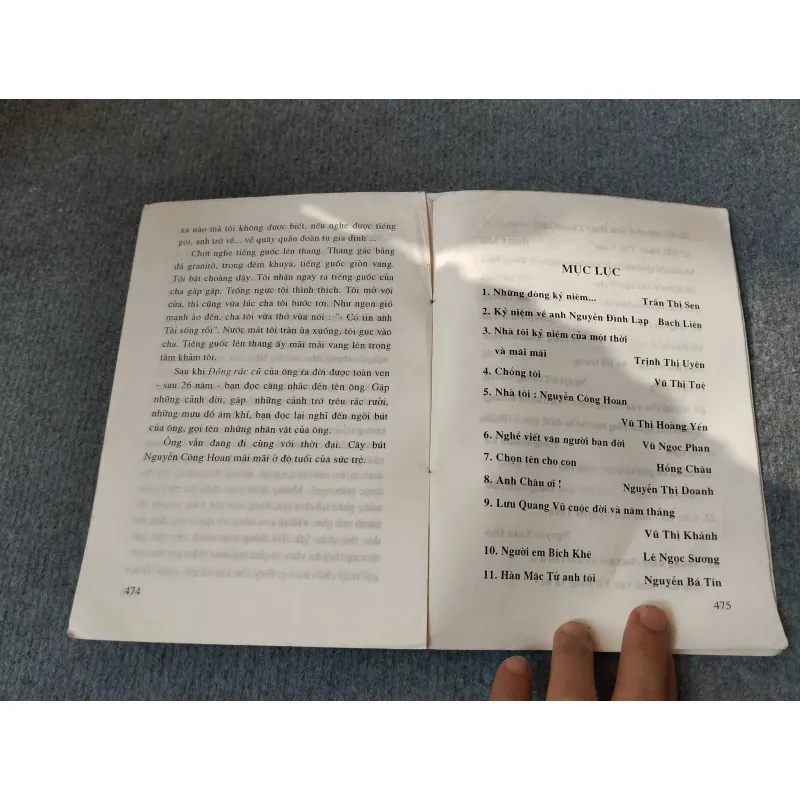 xa nào mà tôi không được biết, nếu nghe được tiếng
gọi, anh trở về... về quây quần đoàn tụ gia đình ...
Chợt nghe tiếng guốc lên thang. Thang gác bằng
đá granitô, trong đêm khuya, tiếng guốc giòn vang.
Tôi bật choàng dậy. Tôi nhận ngay ra tiếng guốc của
cha gấp gấp. Trống ngực tôi thình thịch. Tôi mở vội
cửa, thì cũng vừa lúc cha tôi bước tới. Như ngọn gió
mạnh ào đến, cha tôi vừa thở vừa nói : "- Có tin anh
Tài sống rồi". Nước mắt tôi tràn ùa xuống, tôi gục vào
cha. Tiếng guốc lên thang ấy mãi mãi vang lên trong
tâm khảm tôi.
Sau khi Đống rác cũ của ông ra đời được toàn vẹn
- sau 26 năm - bạn đọc càng nhắc đến tên ông. Gặp
những cảnh đời, gặp những cảnh trớ trêu rác rưởi,
những mưu đồ ám khí, bạn đọc lại nghĩ đến ngòi bút
của ông, gọi tên những nhân vật của ông.
Ông vẫn đang đi cùng với thời đại. Cây bút
Nguyễn Công Hoan mãi mãi ở độ tuổi của sức trẻ.
474
MỤC LỤC
1. Những dòng kỷ niệm... Trần Thị Sen
2. Kỷ niệm về anh Nguyễn Đình Lạp Bạch Liên
3. Nhà tôi kỷ niệm của một thời
và mãi mãi Trịnh Thị Uyên
4. Chồng tôi Vũ Thị Tuệ
5. Nhà tôi : Nguyễn Công Hoan
Vũ Thị Hoàng Yến
6. Nghề viết văn người bạn đời Vũ Ngọc Phan
7. Chọn tên cho con Hồng Châu
8. Anh Châu ơi ! Nguyễn Thị Doanh
9. Lưu Quang Vũ cuộc đời và năm tháng
Vũ Thị Khánh
10. Người em Bích Khê Lê Ngọc Sương
11. Hàn Mặc Tử anh tôi Nguyễn Bá Tín
475